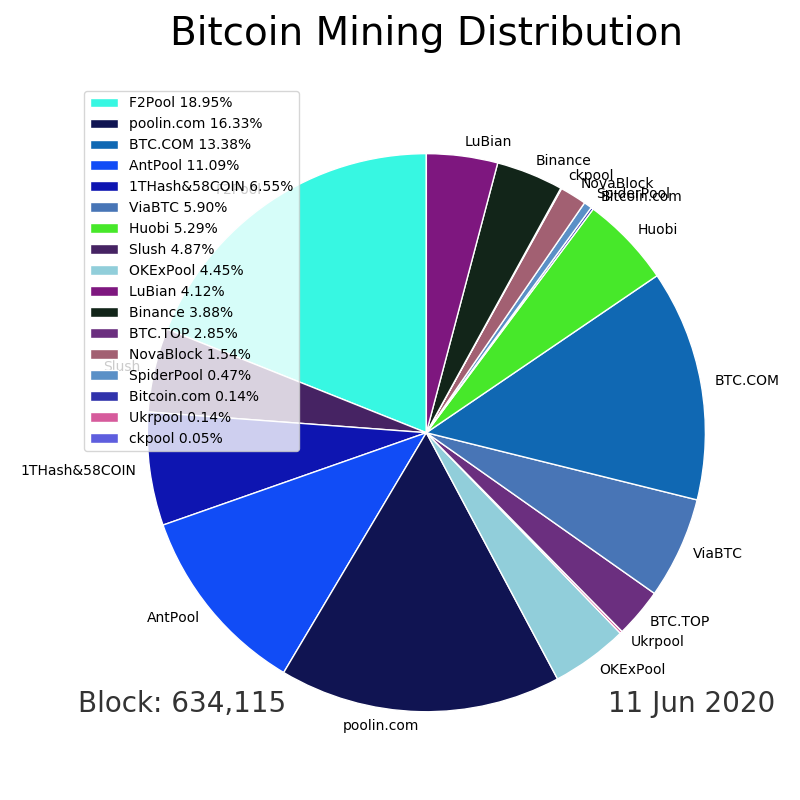 Bitcoin Mining Distribution
F2Pool 18.95%
poolin.com 16.33%
BTC.COM 13.38%
AntPool 11.09%
1THash&58COIN 6.55%
ViaBTC 5.90%
Huobi 5.29%
Slush 4.87%
OKExPool 4.45%
LuBian 4.12%
Binance 3.88%
BTC.TOP 2.85%
NovaBlock 1.54%
SpiderPool 0.47%
Bitcoin.com 0.14%
Ukrpool 0.14%
ckpool 0.05%
LuBian
Binance
ckpool
NovaBlock
SpiderPool
Bitcoin.com
Huobi
BTC.COM
ViaBTC
BTC.TOP
Ukrpool
OKExPool
poolin.com
AntPool
1THash&58COIN
Slush
F2Pool
Block: 634,115
11 Jun 2020